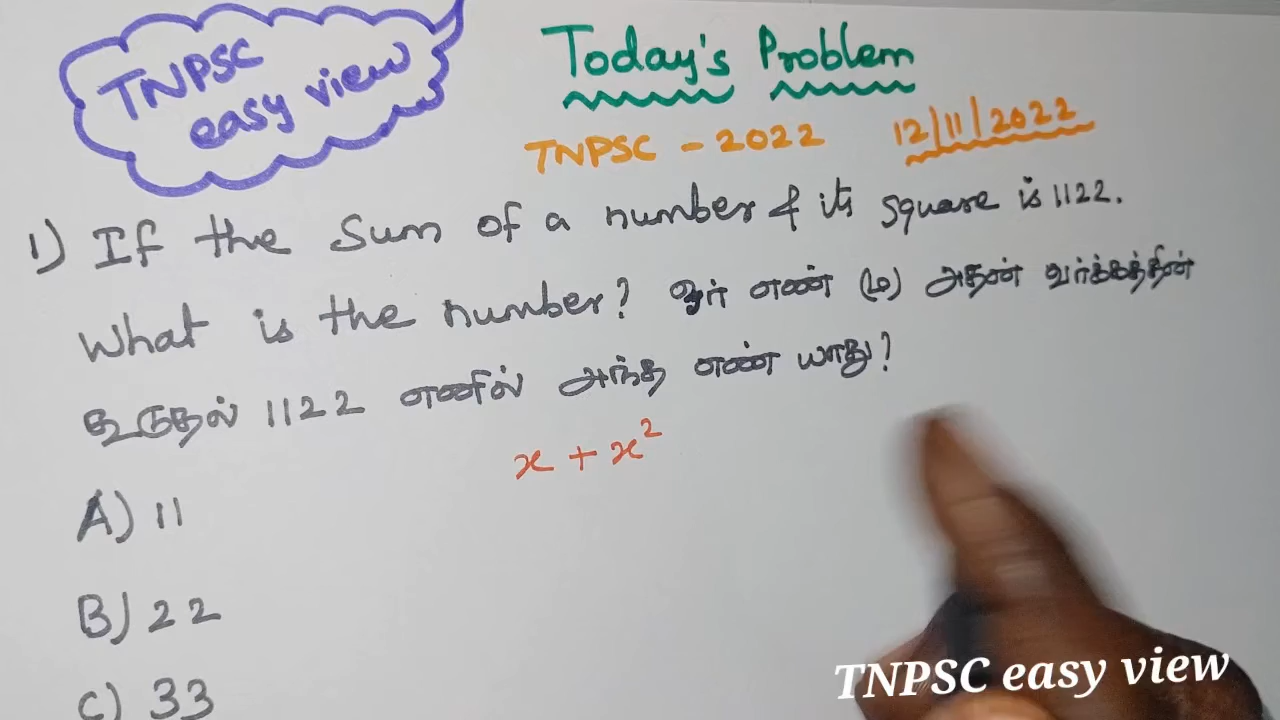 TNPSC
easy view
Today's Problem
TNPSC - 2022 12/11/2022
1) If the Sum of a number & its square is 1122.
What is the number? ஓர் எண் (ம) அதன் வர்க்கத்தின்
கூடுதல் 1122 எனில் அந்த எண் யாது?
x + x²
A) 11
B) 22
C) 33
TNPSC easy view